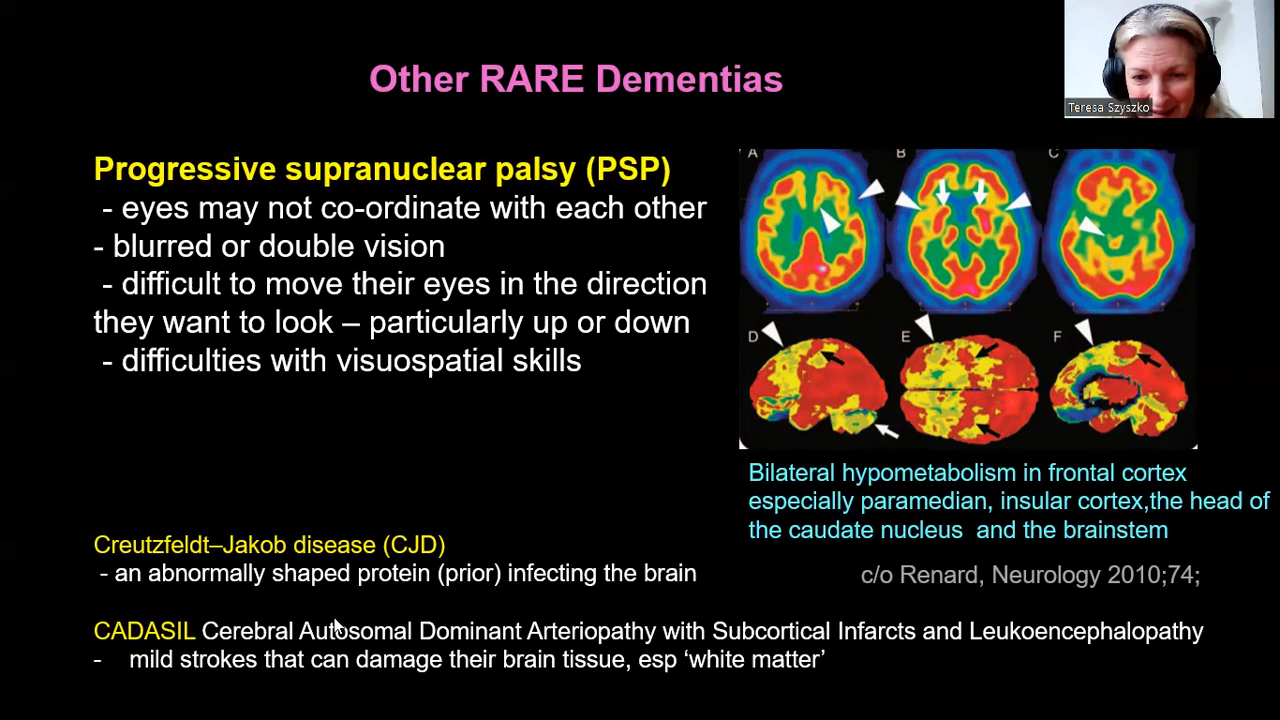 Other RARE Dementias
Teresa Szyszko
Progressive supranuclear palsy (PSP)
- eyes may not co-ordinate with each other
- blurred or double vision
- difficult to move their eyes in the direction
they want to look – particularly up or down
- difficulties with visuospatial skills
A B C
D E F
Bilateral hypometabolism in frontal cortex
especially paramedian, insular cortex,the head of
the caudate nucleus and the brainstem
c/o Renard, Neurology 2010;74;
Creutzfeldt–Jakob disease (CJD)
- an abnormally shaped protein (prior) infecting the brain
CADASIL Cerebral Autosomal Dominant Arteriopathy with Subcortical Infarcts and Leukoencephalopathy
- mild strokes that can damage their brain tissue, esp ‘white matter’